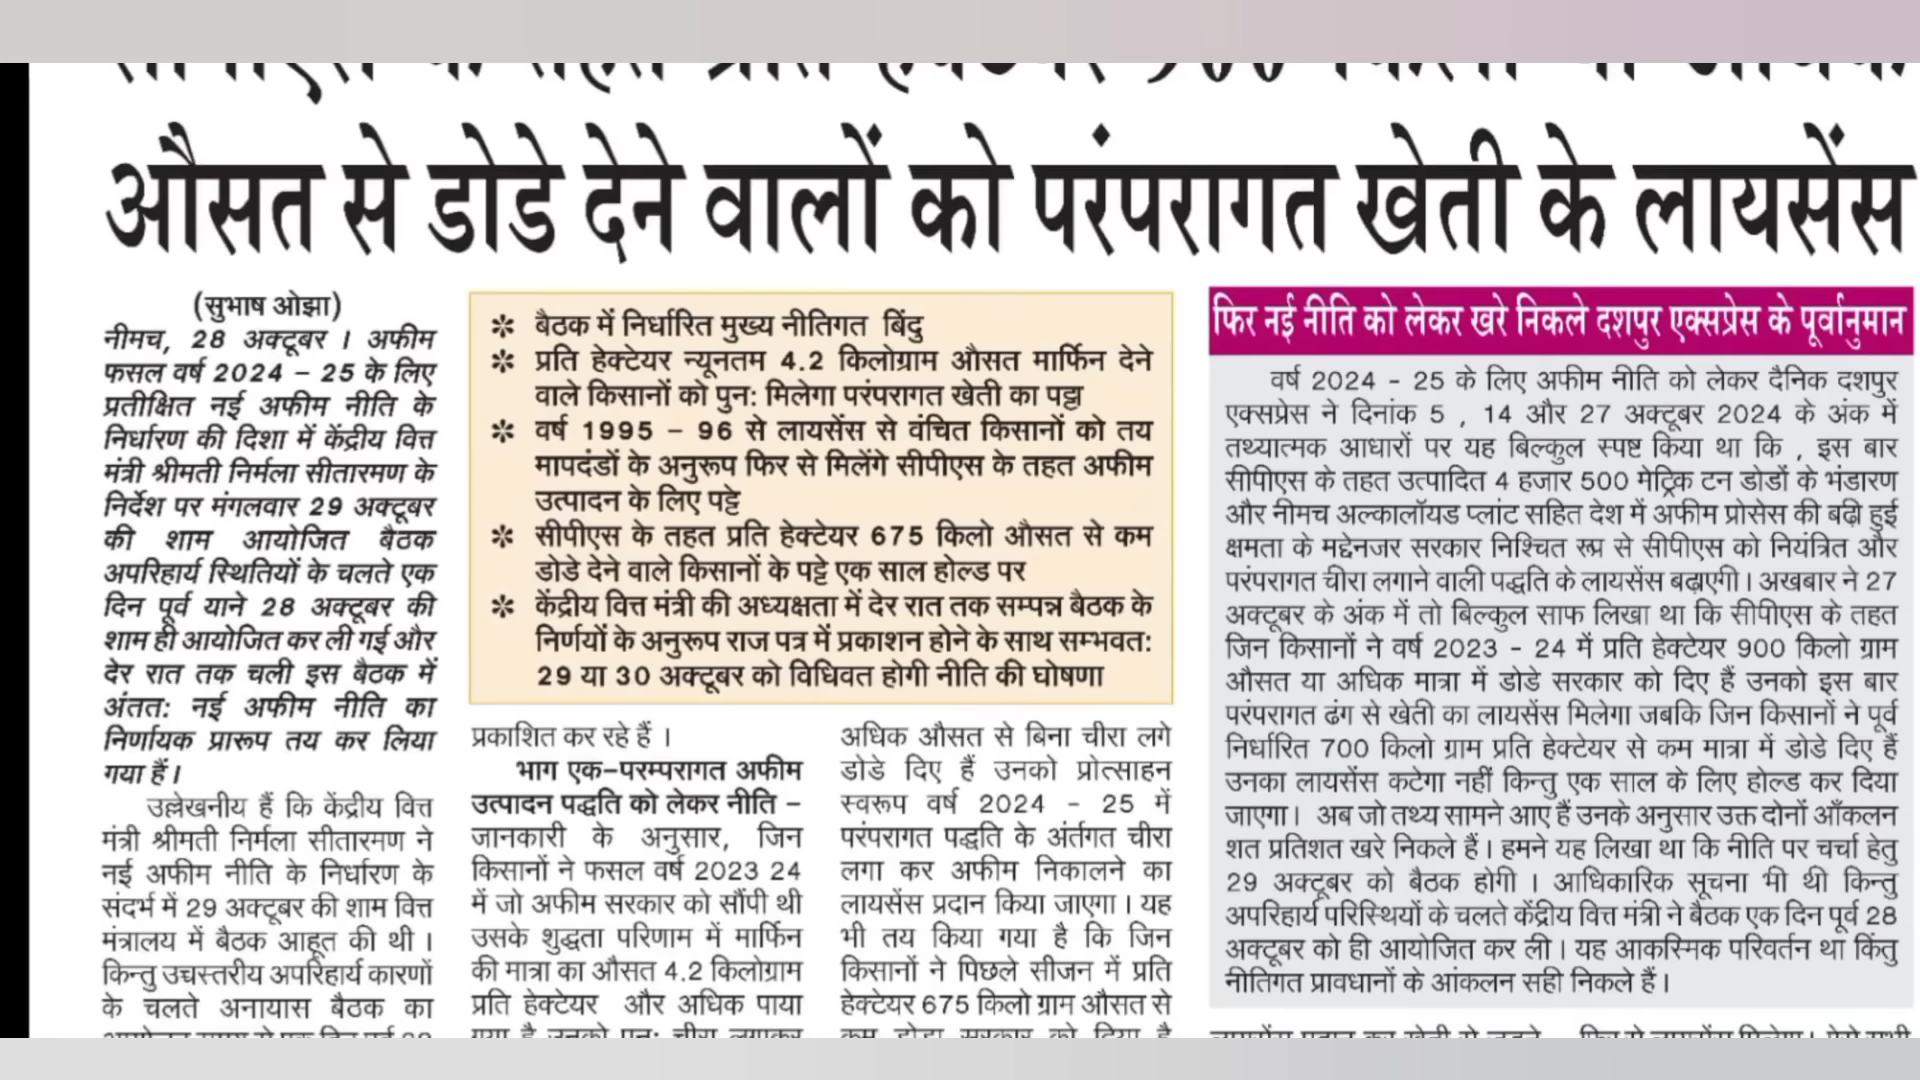 औसत से डोडे देने वालों को परंपरागत खेती के लायसेंस
(सुभाष ओझा)
नीमच, 28 अक्टूबर । अफीम
फसल वर्ष 2024 – 25 के लिए
प्रतीक्षित नई अफीम नीति के
निर्धारण की दिशा में केंद्रीय वित्त
मंत्री श्रीमती निर्मला सीतारमण के
निर्देश पर मंगलवार 29 अक्टूबर
की शाम आयोजित बैठक
अपरिहार्य स्थितियों के चलते एक
दिन पूर्व याने 28 अक्टूबर की
शाम ही आयोजित कर ली गई और
देर रात तक चली इस बैठक में
अंततः नई अफीम नीति का
निर्णायक प्रारूप तय कर लिया
गया हैं।
उल्लेखनीय हैं कि केंद्रीय वित्त
मंत्री श्रीमती निर्मला सीतारमण ने
नई अफीम नीति के निर्धारण के
संदर्भ में 29 अक्टूबर की शाम वित्त
मंत्रालय में बैठक आहूत की थी ।
किन्तु उच्चस्तरीय अपरिहार्य कारणों
के चलते अनायास बैठक का
✻ बैठक में निर्धारित मुख्य नीतिगत बिंदु
✻ प्रति हेक्टेयर न्यूनतम 4.2 किलोग्राम औसत मार्फिन देने
वाले किसानों को पुन: मिलेगा परंपरागत खेती का पट्टा
✻ वर्ष 1995 – 96 से लायसेंस से वंचित किसानों को तय
मापदंडों के अनुरूप फिर से मिलेंगे सीपीएस के तहत अफीम
उत्पादन के लिए पट्टे
✻ सीपीएस के तहत प्रति हेक्टेयर 675 किलो औसत से कम
डोडे देने वाले किसानों के पट्टे एक साल होल्ड पर
✻ केंद्रीय वित्त मंत्री की अध्यक्षता में देर रात तक सम्पन्न बैठक के
निर्णयों के अनुरूप राज पत्र में प्रकाशन होने के साथ सम्भवत:
29 या 30 अक्टूबर को विधिवत होगी नीति की घोषणा
प्रकाशित कर रहे हैं ।
भाग एक–परम्परागत अफीम
उत्पादन पद्धति को लेकर नीति –
जानकारी के अनुसार, जिन
किसानों ने फसल वर्ष 2023 24
में जो अफीम सरकार को सौंपी थी
उसके शुद्धता परिणाम में मार्फिन
की मात्रा का औसत 4.2 किलोग्राम
प्रति हेक्टेयर और अधिक पाया
गया है उनको पुन: चीरा लगाकर
अधिक औसत से बिना चीरा लगे
डोडे दिए हैं उनको प्रोत्साहन
स्वरूप वर्ष 2024 - 25 में
परंपरागत पद्धति के अंर्तगत चीरा
लगा कर अफीम निकालने का
लायसेंस प्रदान किया जाएगा । यह
भी तय किया गया है कि जिन
किसानों ने पिछले सीजन में प्रति
हेक्टेयर 675 किलो ग्राम औसत से
कम डोडा सरकार को दिया है
फिर नई नीति को लेकर खरे निकले दशपुर एक्सप्रेस के पूर्वानुमान
वर्ष 2024 - 25 के लिए अफीम नीति को लेकर दैनिक दशपुर
एक्सप्रेस ने दिनांक 5 , 14 और 27 अक्टूबर 2024 के अंक में
तथ्यात्मक आधारों पर यह बिल्कुल स्पष्ट किया था कि , इस बार
सीपीएस के तहत उत्पादित 4 हजार 500 मेट्रिक टन डोडों के भंडारण
और नीमच अल्कालॉयड प्लांट सहित देश में अफीम प्रोसेस की बढ़ी हुई
क्षमता के मद्देनजर सरकार निश्चित रूप से सीपीएस को नियंत्रित और
परंपरागत चीरा लगाने वाली पद्धति के लायसेंस बढ़ाएगी । अखबार ने 27
अक्टूबर के अंक में तो बिल्कुल साफ लिखा था कि सीपीएस के तहत
जिन किसानों ने वर्ष 2023 - 24 में प्रति हेक्टेयर 900 किलो ग्राम
औसत या अधिक मात्रा में डोडे सरकार को दिए हैं उनको इस बार
परंपरागत ढंग से खेती का लायसेंस मिलेगा जबकि जिन किसानों ने पूर्व
निर्धारित 700 किलो ग्राम प्रति हेक्टेयर से कम मात्रा में डोडे दिए हैं
उनका लायसेंस कटेगा नहीं किन्तु एक साल के लिए होल्ड कर दिया
जाएगा। अब जो तथ्य सामने आए हैं उनके अनुसार उक्त दोनों आँकलन
शत प्रतिशत खरे निकले हैं । हमने यह लिखा था कि नीति पर चर्चा हेतु
29 अक्टूबर को बैठक होगी । आधिकारिक सूचना भी थी किन्तु
अपरिहार्य परिस्थियों के चलते केंद्रीय वित्त मंत्री ने बैठक एक दिन पूर्व 28
अक्टूबर को ही आयोजित कर ली । यह आकस्मिक परिवर्तन था किंतु
नीतिगत प्रावधानों के आंकलन सही निकले हैं।